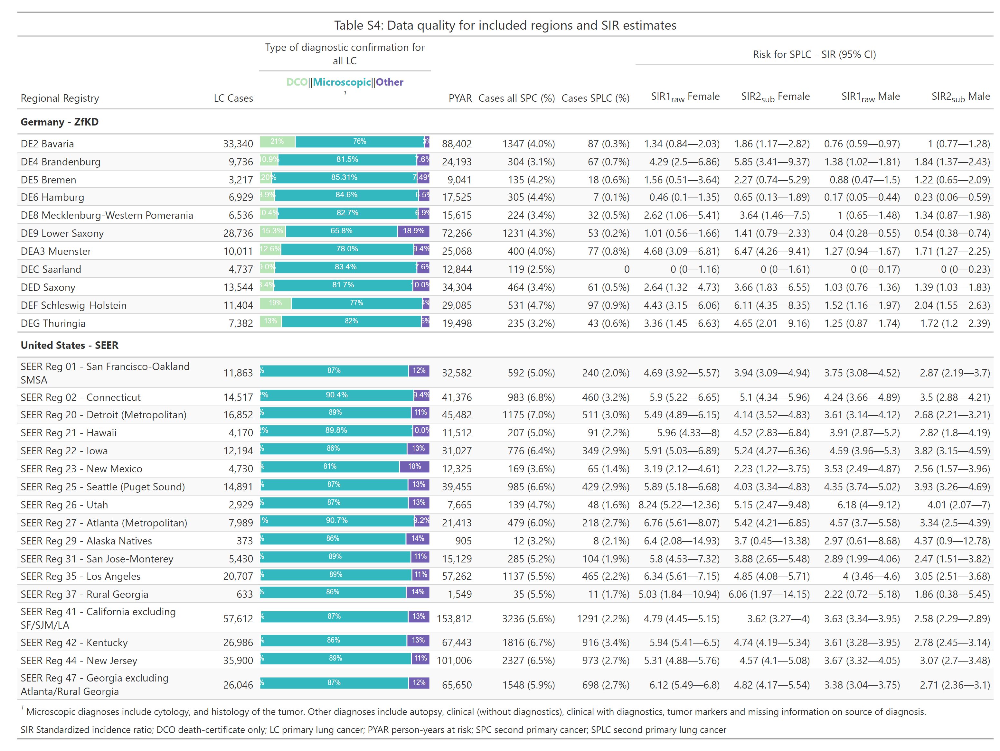 Table S4: Data quality for included regions and SIR estimates
Type of diagnostic confirmation for
all LC
Risk for SPLC - SIR (95% CI)
DCO||Microscopic||Other
1
Regional Registry LC Cases PYAR Cases all SPC (%) Cases SPLC (%) SIR1raw Female SIR2sub Female SIR1raw Male SIR2sub Male
Germany - ZfKD
DE2 Bavaria 33,340 21% 76% 3% 88,402 1347 (4.0%) 87 (0.3%) 1.34 (0.84—2.03) 1.86 (1.17—2.82) 0.76 (0.59—0.97) 1 (0.77—1.28)
DE4 Brandenburg 9,736 10.9% 81.5% 7.6% 24,193 304 (3.1%) 67 (0.7%) 4.29 (2.5—6.86) 5.85 (3.41—9.37) 1.38 (1.02—1.81) 1.84 (1.37—2.43)
DE5 Bremen 3,217 .20% 85.31% 7.49% 9,041 135 (4.2%) 18 (0.6%) 1.56 (0.51—3.64) 2.27 (0.74—5.29) 0.88 (0.47—1.5) 1.22 (0.65—2.09)
DE6 Hamburg 6,929 8.9% 84.6% 6.5% 17,525 305 (4.4%) 7 (0.1%) 0.46 (0.1—1.35) 0.65 (0.13—1.89) 0.17 (0.05—0.44) 0.23 (0.06—0.59)
DE8 Mecklenburg-Western Pomerania 6,536 10.4% 82.7% 6.9% 15,615 224 (3.4%) 32 (0.5%) 2.62 (1.06—5.41) 3.64 (1.46—7.5) 1 (0.65—1.48) 1.34 (0.87—1.98)
DE9 Lower Saxony 28,736 15.3% 65.8% 18.9% 72,266 1231 (4.3%) 53 (0.2%) 1.01 (0.56—1.66) 1.41 (0.79—2.33) 0.4 (0.28—0.55) 0.54 (0.38—0.74)
DEA3 Muenster 10,011 12.6% 78.0% 9.4% 25,068 400 (4.0%) 77 (0.8%) 4.68 (3.09—6.81) 6.47 (4.26—9.41) 1.27 (0.94—1.67) 1.71 (1.27—2.25)
DEC Saarland 4,737 9.0% 83.4% 7.6% 12,844 119 (2.5%) 0 0 (0—1.16) 0 (0—1.61) 0 (0—0.17) 0 (0—0.23)
DED Saxony 13,544 8.4% 81.7% 10.0% 34,304 464 (3.4%) 61 (0.5%) 2.64 (1.32—4.73) 3.66 (1.83—6.55) 1.03 (0.76—1.36) 1.39 (1.03—1.83)
DEF Schleswig-Holstein 11,404 19% 77% 4% 29,085 531 (4.7%) 97 (0.9%) 4.43 (3.15—6.06) 6.11 (4.35—8.35) 1.52 (1.16—1.97) 2.04 (1.55—2.63)
DEG Thuringia 7,382 13% 82% 5% 19,498 235 (3.2%) 43 (0.6%) 3.36 (1.45—6.63) 4.65 (2.01—9.16) 1.25 (0.87—1.74) 1.72 (1.2—2.39)
United States - SEER
SEER Reg 01 - San Francisco-Oakland
SMSA 11,863 % 87% 12% 32,582 592 (5.0%) 240 (2.0%) 4.69 (3.92—5.57) 3.94 (3.09—4.94) 3.75 (3.08—4.52) 2.87 (2.19—3.7)
SEER Reg 02 - Connecticut 14,517 2% 90.4% 9.4% 41,376 983 (6.8%) 460 (3.2%) 5.9 (5.22—6.65) 5.1 (4.34—5.96) 4.24 (3.66—4.89) 3.5 (2.88—4.21)
SEER Reg 20 - Detroit (Metropolitan) 16,852 % 89% 11% 45,482 1175 (7.0%) 511 (3.0%) 5.49 (4.89—6.15) 4.14 (3.52—4.83) 3.61 (3.14—4.12) 2.68 (2.21—3.21)
SEER Reg 21 - Hawaii 4,170 2% 89.8% 10.0% 11,512 207 (5.0%) 91 (2.2%) 5.96 (4.33—8) 4.52 (2.83—6.84) 3.91 (2.87—5.2) 2.82 (1.8—4.19)
SEER Reg 22 - Iowa 12,194 % 86% 13% 31,027 776 (6.4%) 349 (2.9%) 5.91 (5.03—6.89) 5.24 (4.27—6.36) 4.59 (3.96—5.3) 3.82 (3.15—4.59)
SEER Reg 23 - New Mexico 4,730 % 81% 18% 12,325 169 (3.6%) 65 (1.4%) 3.19 (2.12—4.61) 2.23 (1.22—3.75) 3.53 (2.49—4.87) 2.56 (1.57—3.96)
SEER Reg 25 - Seattle (Puget Sound) 14,891 % 87% 13% 39,455 985 (6.6%) 429 (2.9%) 5.89 (5.18—6.68) 4.03 (3.34—4.83) 4.35 (3.74—5.02) 3.93 (3.26—4.69)
SEER Reg 26 - Utah 2,929 % 87% 13% 7,665 139 (4.7%) 48 (1.6%) 8.24 (5.22—12.36) 5.15 (2.47—9.48) 6.18 (4—9.12) 4.01 (2.07—7)
SEER Reg 27 - Atlanta (Metropolitan) 7,989 % 90.7% 9.2% 21,413 479 (6.0%) 218 (2.7%) 6.76 (5.61—8.07) 5.42 (4.21—6.85) 4.57 (3.7—5.58) 3.34 (2.5—4.39)
SEER Reg 29 - Alaska Natives 373 % 86% 14% 905 12 (3.2%) 8 (2.1%) 6.4 (2.08—14.93) 3.7 (0.45—13.38) 2.97 (0.61—8.68) 4.37 (0.9—12.78)
SEER Reg 31 - San Jose-Monterey 5,430 % 89% 11% 15,129 285 (5.2%) 104 (1.9%) 5.8 (4.53—7.32) 3.88 (2.65—5.48) 2.89 (1.99—4.06) 2.47 (1.51—3.82)
SEER Reg 35 - Los Angeles 20,707 % 89% 11% 57,262 1137 (5.5%) 465 (2.2%) 6.34 (5.61—7.15) 4.85 (4.08—5.71) 4 (3.46—4.6) 3.05 (2.51—3.68)
SEER Reg 37 - Rural Georgia 633 % 86% 14% 1,549 35 (5.5%) 11 (1.7%) 5.03 (1.84—10.94) 6.06 (1.97—14.15) 2.22 (0.72—5.18) 1.86 (0.38—5.45)
SEER Reg 41 - California excluding
SF/SJM/LA 57,612 % 87% 13% 153,812 3236 (5.6%) 1291 (2.2%) 4.79 (4.45—5.15) 3.62 (3.27—4) 3.63 (3.34—3.95) 2.58 (2.29—2.89)
SEER Reg 42 - Kentucky 26,986 % 86% 13% 67,443 1816 (6.7%) 916 (3.4%) 5.94 (5.41—6.5) 4.74 (4.19—5.34) 3.61 (3.28—3.95) 2.78 (2.45—3.14)
SEER Reg 44 - New Jersey 35,900 % 89% 11% 101,006 2327 (6.5%) 973 (2.7%) 5.31 (4.88—5.76) 4.57 (4.1—5.08) 3.67 (3.32—4.05) 3.07 (2.7—3.48)
SEER Reg 47 - Georgia excluding
Atlanta/Rural Georgia 26,046 % 87% 12% 65,650 1548 (5.9%) 698 (2.7%) 6.12 (5.49—6.8) 4.82 (4.17—5.54) 3.38 (3.04—3.75) 2.71 (2.36—3.1)
1 Microscopic diagnoses include cytology, and histology of the tumor. Other diagnoses include autopsy, clinical (without diagnostics), clinical with diagnostics, tumor markers and missing information on source of diagnosis.
SIR Standardized incidence ratio; DCO death-certificate only; LC primary lung cancer; PYAR person-years at risk; SPC second primary cancer; SPLC second primary lung cancer